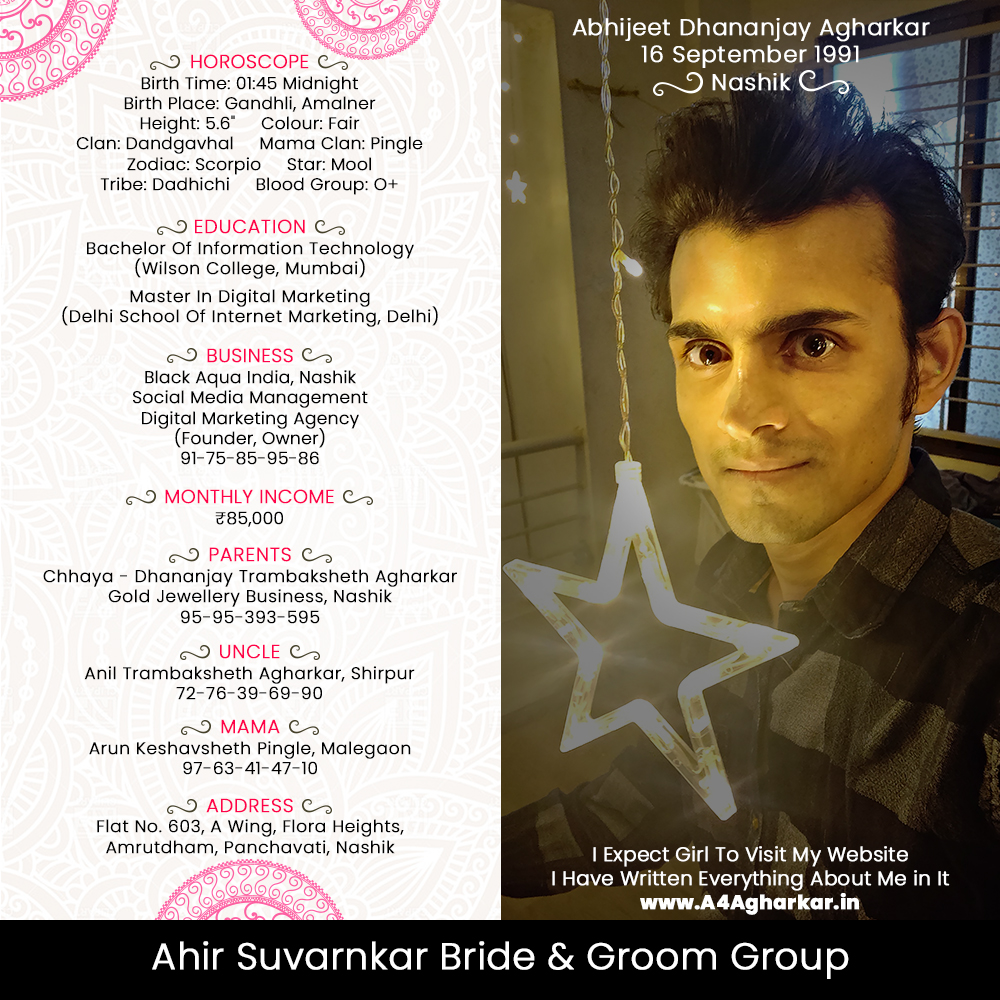 HOROSCOPE
Birth Time: 01:45 Midnight
Birth Place: Gandhli, Amalner
Height: 5.6" Colour: Fair
Clan: Dandgavhal Mama Clan: Pingle
Zodiac: Scorpio Star: Mool
Tribe: Dadhichi Blood Group: O+
EDUCATION
Bachelor Of Information Technology
(Wilson College, Mumbai)
Master In Digital Marketing
(Delhi School Of Internet Marketing, Delhi)
BUSINESS
Black Aqua India, Nashik
Social Media Management
Digital Marketing Agency
(Founder, Owner)
91-75-85-95-86
MONTHLY INCOME
₹85,000
PARENTS
Chhaya - Dhananjay Trambaksheth Agharkar
Gold Jewellery Business, Nashik
95-95-393-595
UNCLE
Anil Trambaksheth Agharkar, Shirpur
72-76-39-69-90
MAMA
Arun Keshavsheth Pingle, Malegaon
97-63-41-47-10
ADDRESS
Flat No. 603, A Wing, Flora Heights,
Amrutdham, Panchavati, Nashik
Abhijeet Dhananjay Agharkar
16 September 1991
Nashik
I Expect Girl To Visit My Website
I Have Written Everything About Me in It
www.A4Agharkar.in
Ahir Suvarnkar Bride & Groom Group